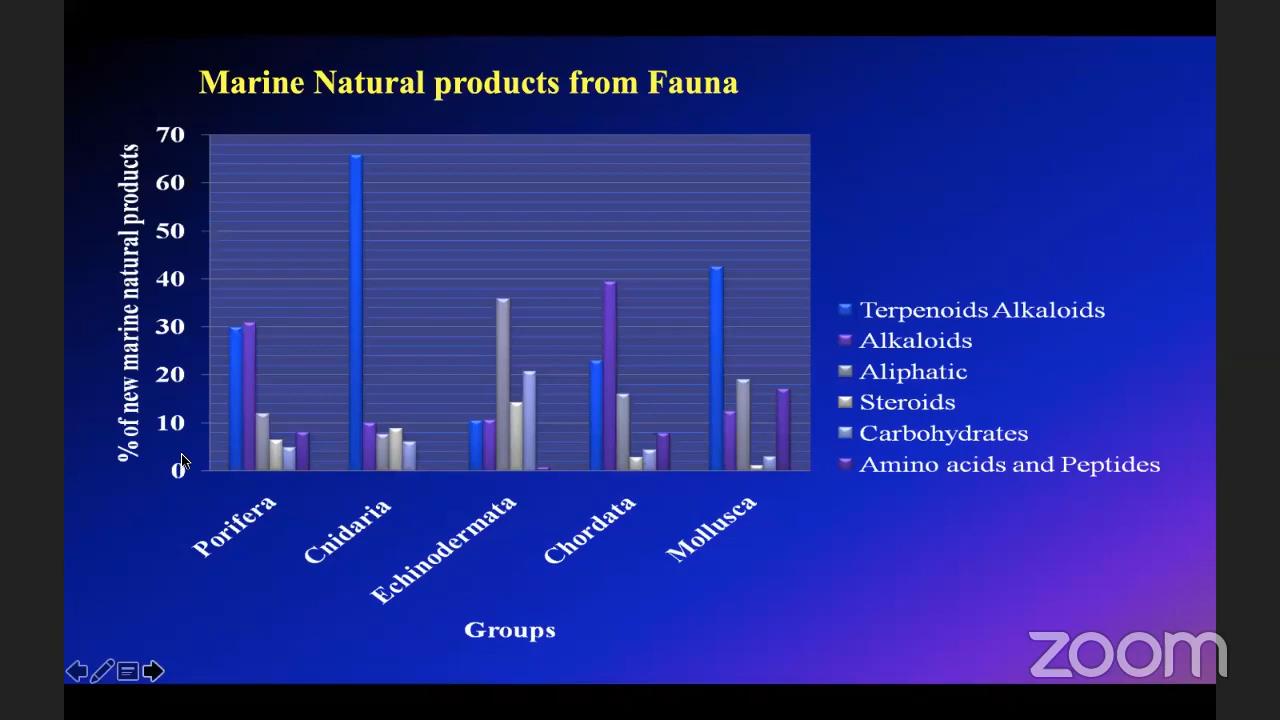 Marine Natural products from Fauna
% of new marine natural products
70
60
50
40
30
20
10
0
Porifera
Cnidaria
Echinodermata
Chordata
Mollusca
Groups
Terpenoids Alkaloids
Alkaloids
Aliphatic
Steroids
Carbohydrates
Amino acids and Peptides
zoom